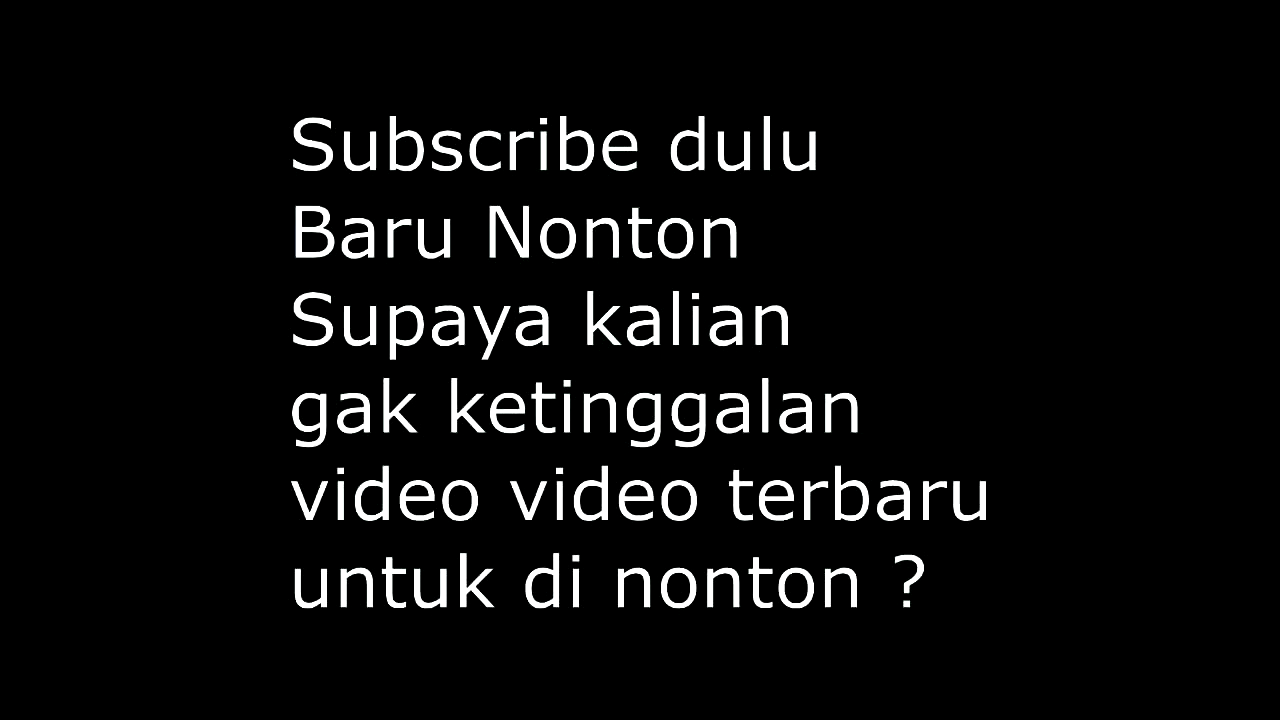 Subscribe dulu
Baru Nonton
Supaya kalian
gak ketinggalan
video video terbaru
untuk di nonton ?